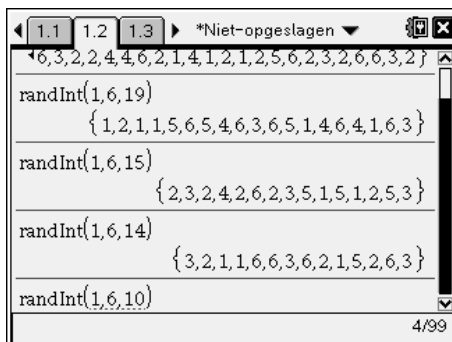 1.1 1.2 1.3 *Niet-opgeslagen
6,3,2,2,4,4,6,2,1,4,1,2,1,2,5,6,2,3,2,6,6,3,2}
randInt(1,6,19)
{1,2,1,1,5,6,5,4,6,3,6,5,1,4,6,4,1,6,3}
randInt(1,6,15)
{2,3,2,4,2,6,2,3,5,1,5,1,2,5,3}
randInt(1,6,14)
{3,2,1,1,6,6,3,6,2,1,5,2,6,3}
randInt(1,6,10)
4/99